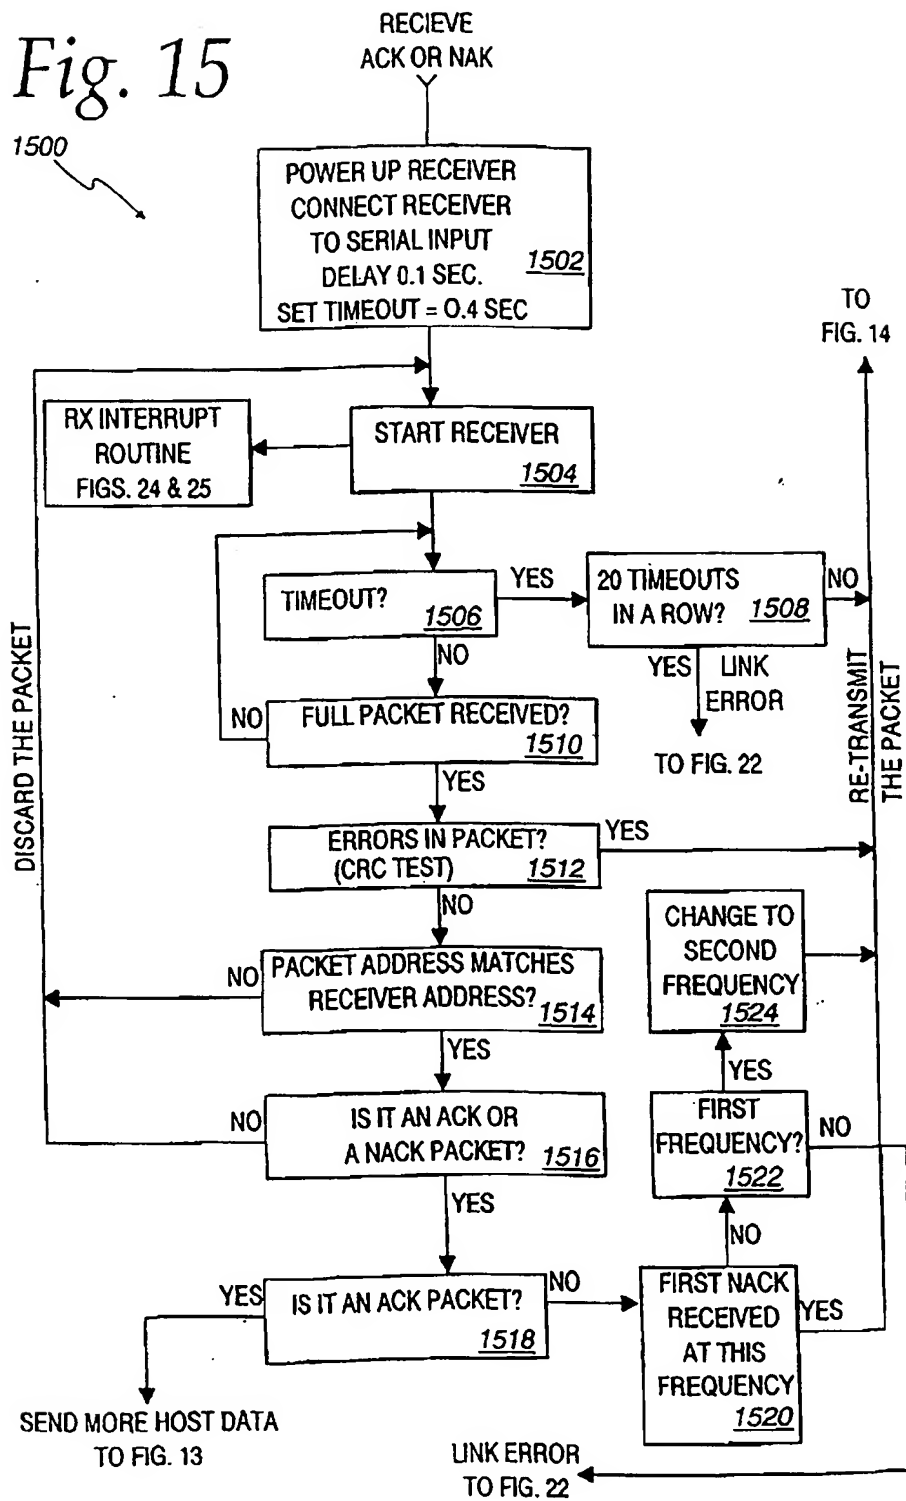 Fig. 15
RECIEVE
ACK OR NAK
1500
POWER UP RECEIVER
CONNECT RECEIVER
TO SERIAL INPUT
DELAY 0.1 SEC.
SET TIMEOUT = 0.4 SEC
1502
TO
FIG. 14
RX INTERRUPT
ROUTINE
FIGS. 24 & 25
START RECEIVER
1504
TIMEOUT?
1506
YES
20 TIMEOUTS
IN A ROW?
1508
NO
NO
YES
LINK
ERROR
TO FIG. 22
NO
FULL PACKET RECEIVED?
1510
YES
DISCARD THE PACKET
RE-TRANSMIT
THE PACKET
ERRORS IN PACKET?
(CRC TEST)
1512
YES
NO
CHANGE TO
SECOND
FREQUENCY
1524
NO
PACKET ADDRESS MATCHES
RECEIVER ADDRESS?
1514
YES
YES
NO
IS IT AN ACK OR
A NACK PACKET?
1516
FIRST
FREQUENCY?
1522
NO
YES
NO
YES
IS IT AN ACK PACKET?
1518
NO
FIRST NACK
RECEIVED
AT THIS
FREQUENCY
1520
YES
SEND MORE HOST DATA
TO FIG. 13
LINK ERROR
TO FIG. 22